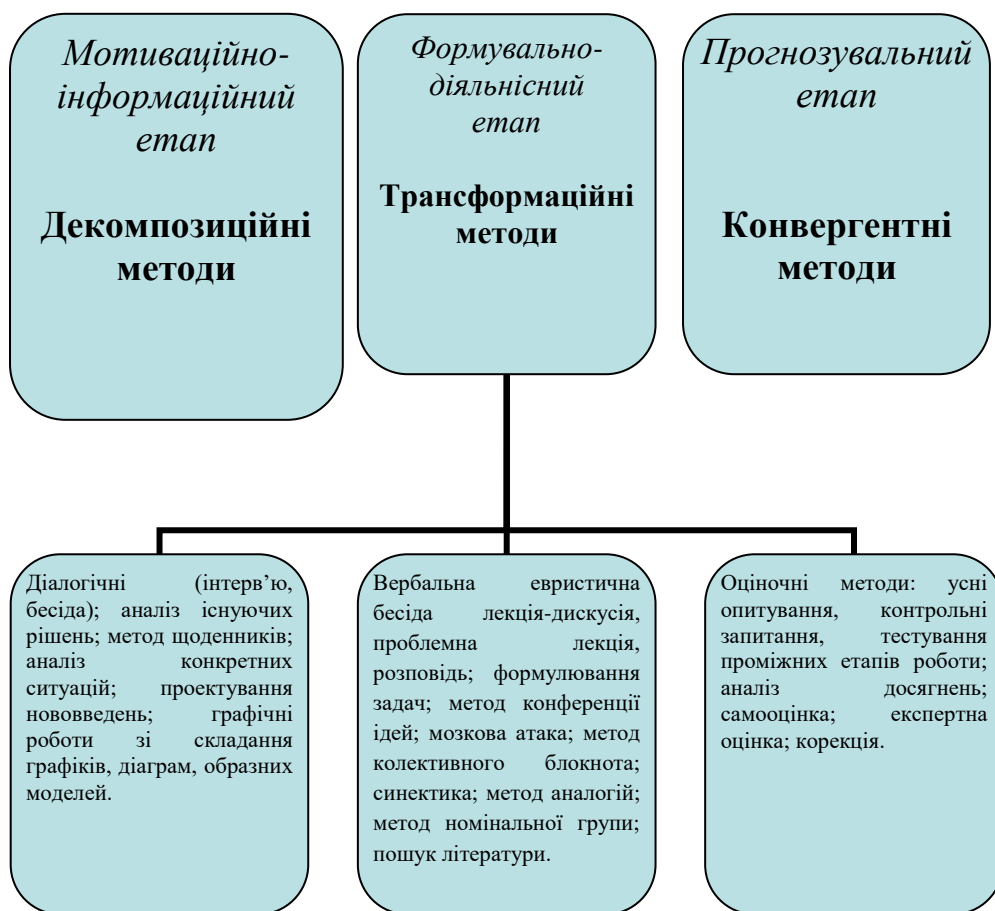 Мотиваційно-
інформаційний
етап
Декомпозиційні
методи
Формувально-
діяльнісний
етап
Трансформаційні
методи
Прогнозувальний
етап
Конвергентні
методи
Діалогічні (інтерв’ю,
бесіда); аналіз існуючих
рішень; метод щоденників;
аналіз конкретних
ситуацій; проектування
нововведень; графічні
роботи зі складання
графіків, діаграм, образних
моделей.
Вербальна евристична
бесіда лекція-дискусія,
проблемна лекція,
розповідь; формулювання
задач; метод конференції
ідей; мозкова атака; метод
колективного блокнота;
синектика; метод аналогій;
метод номінальної групи;
пошук літератури.
Оціночні методи: усні
опитування, контрольні
запитання, тестування
проміжних етапів роботи;
аналіз досягнень;
самооцінка; експертна
оцінка; корекція.